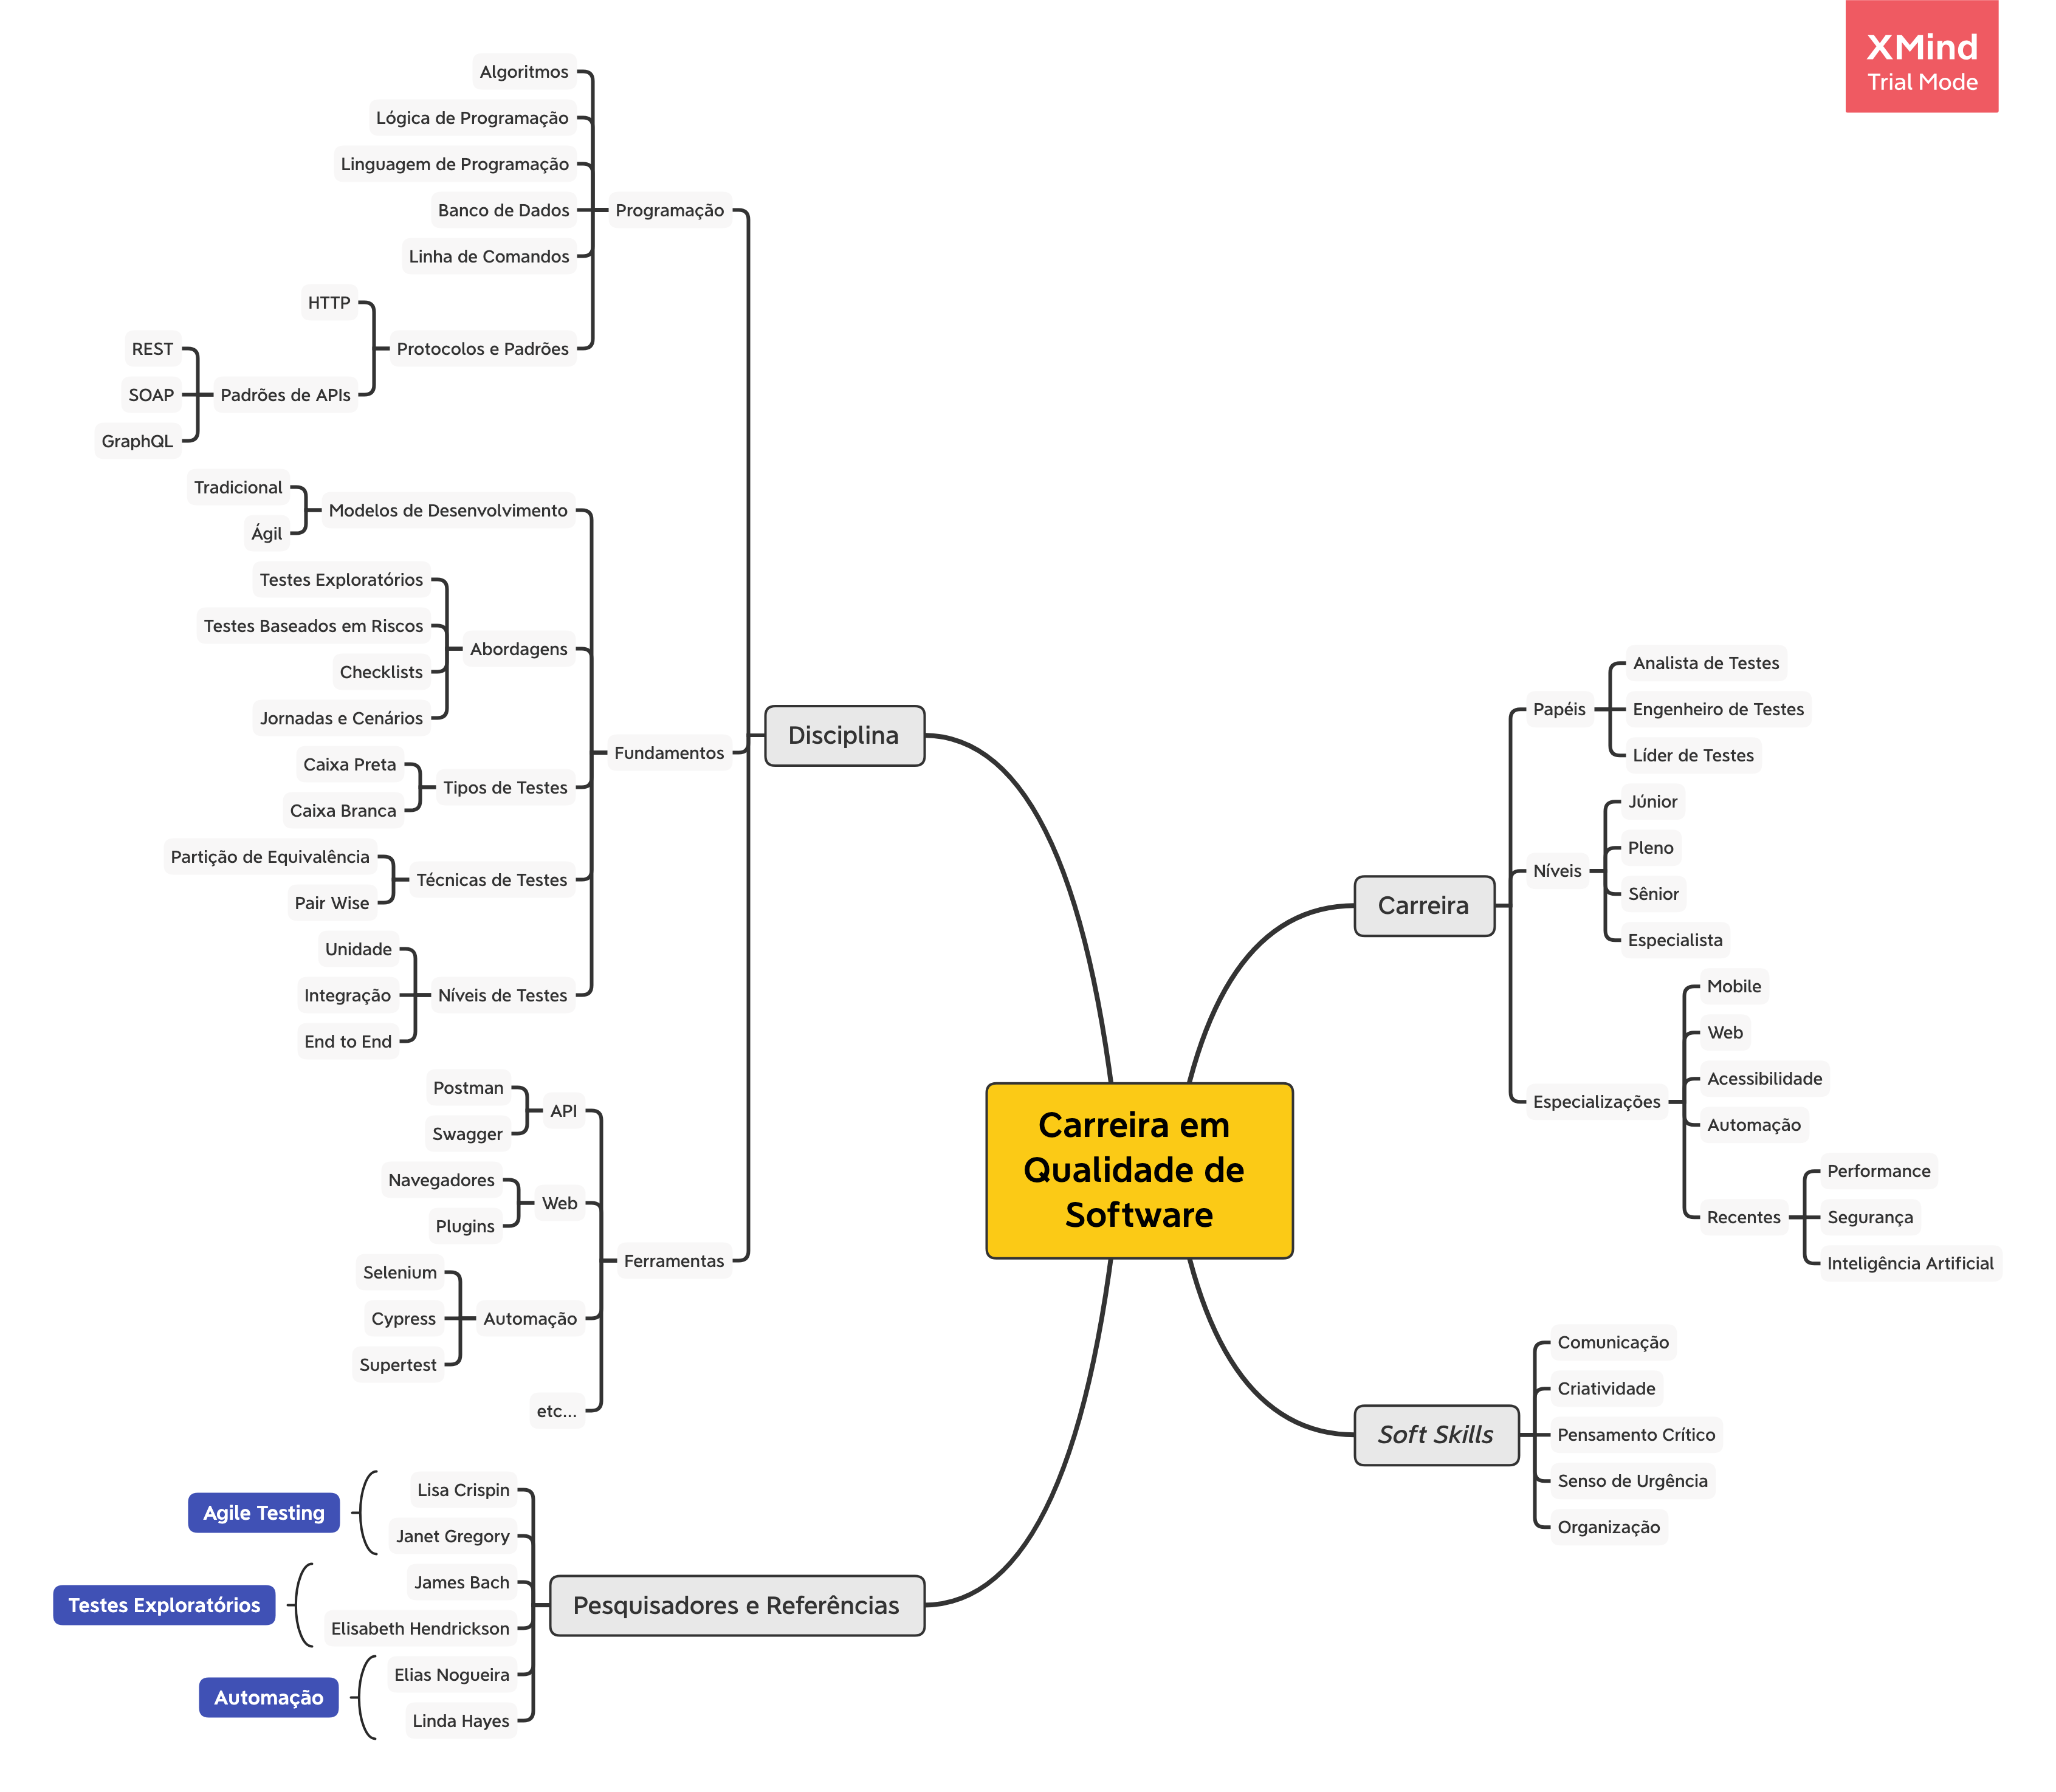 XMind
Trial Mode
Algoritmos
Lógica de Programação
Linguagem de Programação
Banco de Dados
Programação
Linha de Comandos
HTTP
REST
Protocolos e Padrões
SOAP
Padrões de APIs
GraphQL
Tradicional
Modelos de Desenvolvimento
Ágil
Testes Exploratórios
Testes Baseados em Riscos
Abordagens
Checklists
Jornadas e Cenários
Disciplina
Fundamentos
Caixa Preta
Tipos de Testes
Caixa Branca
Partição de Equivalência
Técnicas de Testes
Pair Wise
Unidade
Integração
Níveis de Testes
End to End
Postman
API
Swagger
Navegadores
Web
Plugins
Ferramentas
Selenium
Cypress
Automação
Supertest
etc...
Carreira em
Qualidade de
Software
Carreira
Papéis
Analista de Testes
Engenheiro de Testes
Líder de Testes
Níveis
Júnior
Pleno
Sênior
Especialista
Especializações
Mobile
Web
Acessibilidade
Automação
Recentes
Performance
Segurança
Inteligência Artificial
Soft Skills
Comunicação
Criatividade
Pensamento Crítico
Senso de Urgência
Organização
Pesquisadores e Referências
Lisa Crispin
Agile Testing
Janet Gregory
James Bach
Testes Exploratórios
Elisabeth Hendrickson
Elias Nogueira
Automação
Linda Hayes